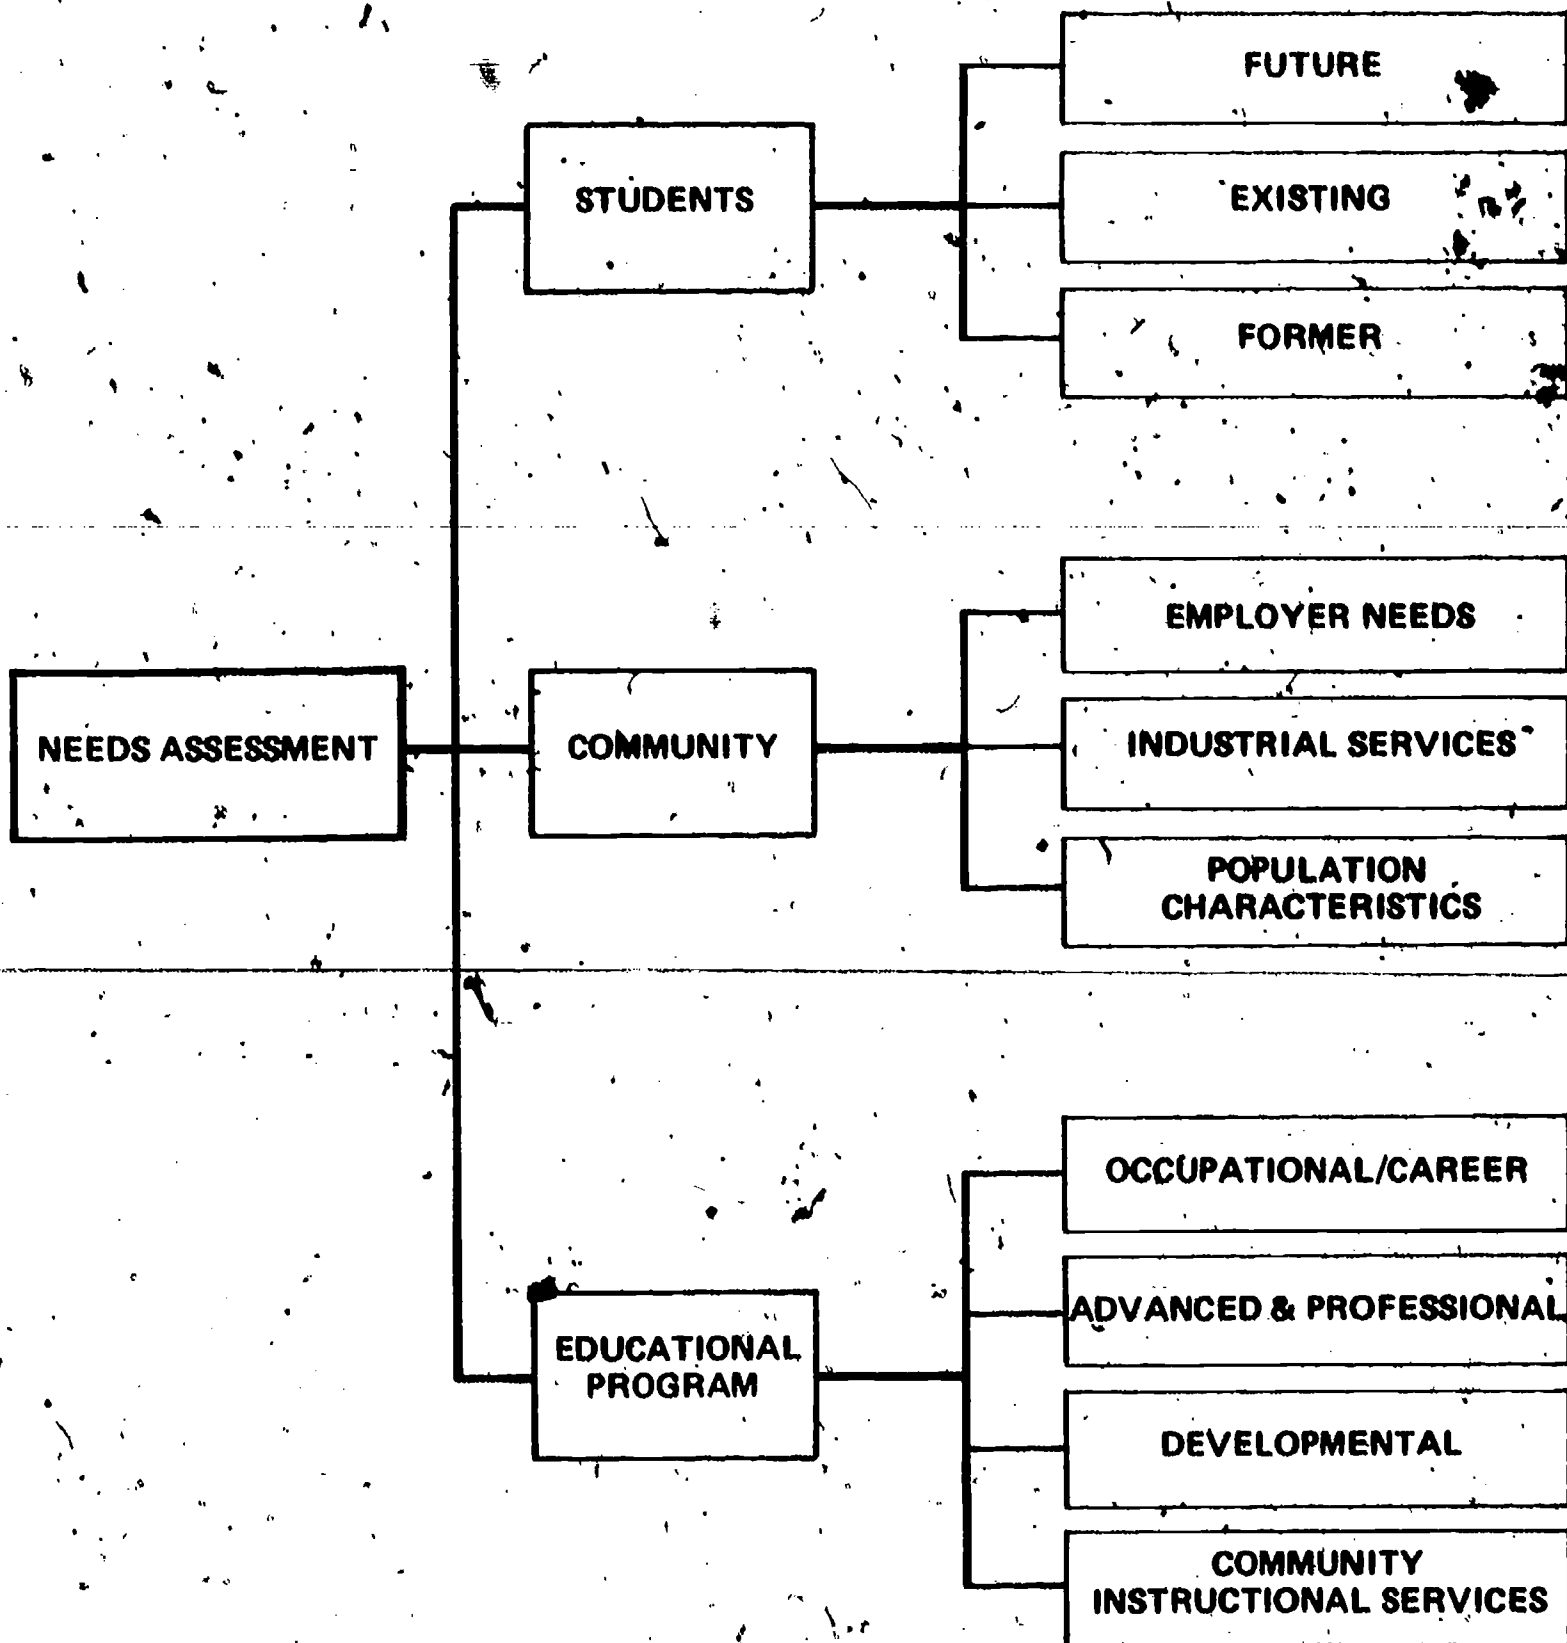 FUTURE
STUDENTS
EXISTING
FORMER
EMPLOYER NEEDS
NEEDS ASSESSMENT
COMMUNITY
INDUSTRIAL SERVICES
POPULATION
CHARACTERISTICS
OCCUPATIONAL/CAREER
ADVANCED & PROFESSIONAL
EDUCATIONAL
PROGRAM
DEVELOPMENTAL
COMMUNITY
INSTRUCTIONAL SERVICES